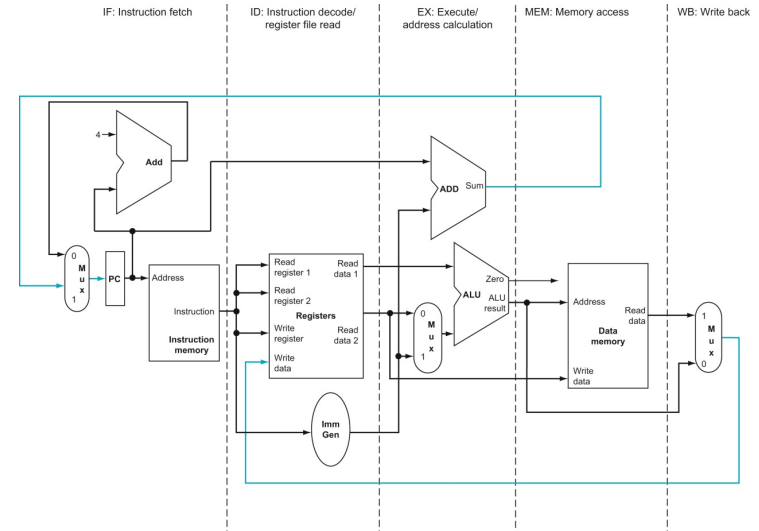 IF: Instruction fetch
ID: Instruction decode/
register file read
EX: Execute/
address calculation
MEM: Memory access
WB: Write back
4
Add
ADD
Sum
0
M
u
x
1
PC
Address
Instruction
Instruction
memory
Read
register 1
Read
data 1
Read
register 2
Registers
Write
register
Read
data 2
Write
data
Imm
Gen
0
M
u
x
1
Zero
ALU
ALU
result
Address
Read
data
Data
memory
Write
data
1
M
u
x
0